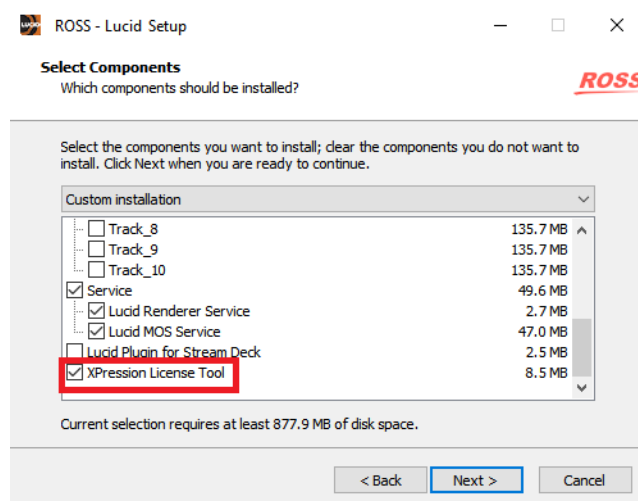 LUCID ROSS - Lucid Setup
Select Components
Which components should be installed?
ROSS
Select the components you want to install; clear the components you do not want to
install. Click Next when you are ready to continue.
Custom installation
Track_8 135.7 MB
Track_9 135.7 MB
Track_10 135.7 MB
Service 49.6 MB
Lucid Renderer Service 2.7 MB
Lucid MOS Service 47.0 MB
Lucid Plugin for Stream Deck 2.5 MB
XPression License Tool 8.5 MB
Current selection requires at least 877.9 MB of disk space.
< Back Next > Cancel